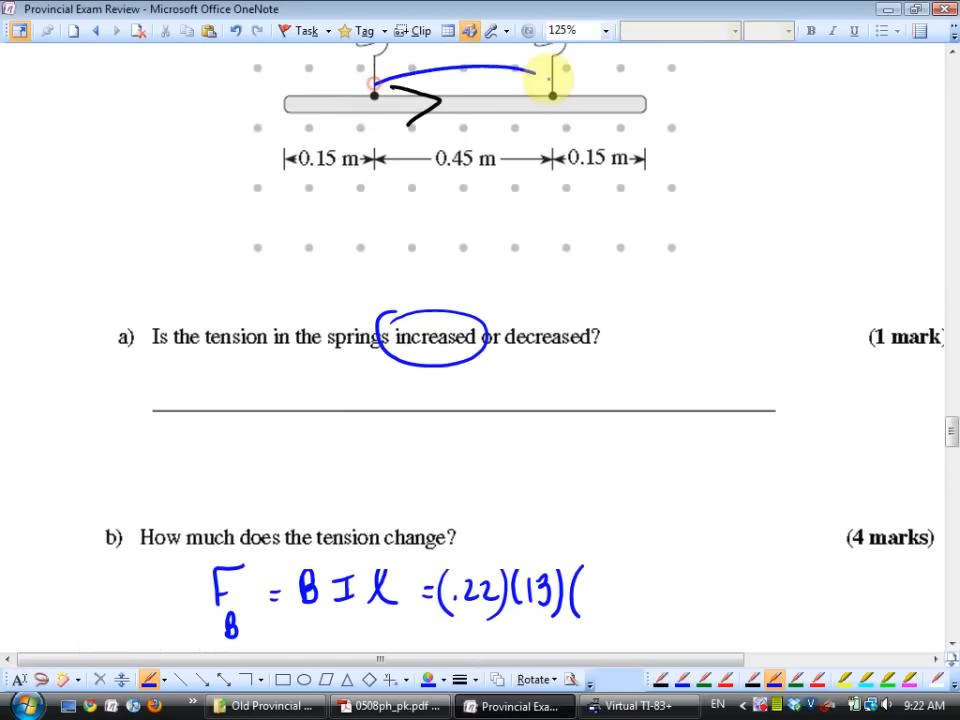 Provincial Exam Review - Microsoft Office OneNote
Task Tag Clip 125% B I U
0.15 m 0.45 m 0.15 m
a) Is the tension in the springs increased or decreased? (1 mark)
b) How much does the tension change? (4 marks)
F_B = B I l = (.22)(13)(
Rotate
Old Provincial ... 0508ph_pk.pdf ... Provincial Exa... Virtual TI-83+ EN 9:22 AM